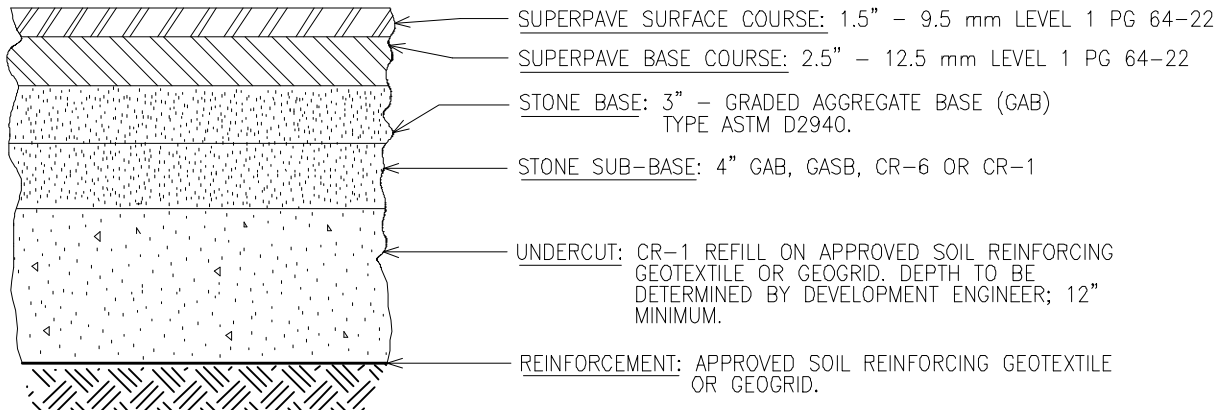 SUPERPAVE SURFACE COURSE: 1.5" – 9.5 mm LEVEL 1 PG 64–22
SUPERPAVE BASE COURSE: 2.5" – 12.5 mm LEVEL 1 PG 64–22
STONE BASE: 3" – GRADED AGGREGATE BASE (GAB)
TYPE ASTM D2940.
STONE SUB–BASE: 4" GAB, GASB, CR–6 OR CR–1
UNDERCUT: CR–1 REFILL ON APPROVED SOIL REINFORCING
GEOTEXTILE OR GEOGRID. DEPTH TO BE
DETERMINED BY DEVELOPMENT ENGINEER; 12"
MINIMUM.
REINFORCEMENT: APPROVED SOIL REINFORCING GEOTEXTILE
OR GEOGRID.